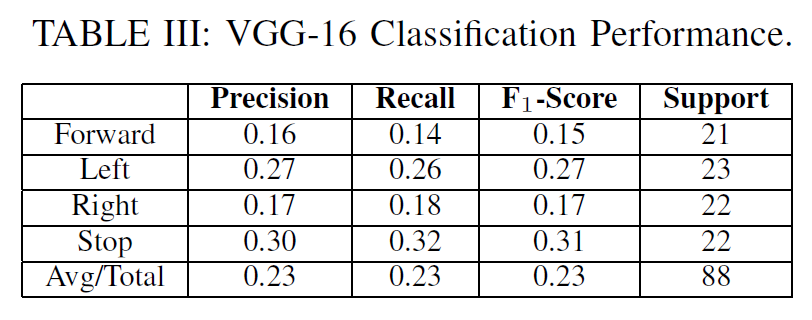 TABLE III: VGG-16 Classification Performance.
Precision Recall F₁-Score Support
Forward 0.16 0.14 0.15 21
Left 0.27 0.26 0.27 23
Right 0.17 0.18 0.17 22
Stop 0.30 0.32 0.31 22
Avg/Total 0.23 0.23 0.23 88